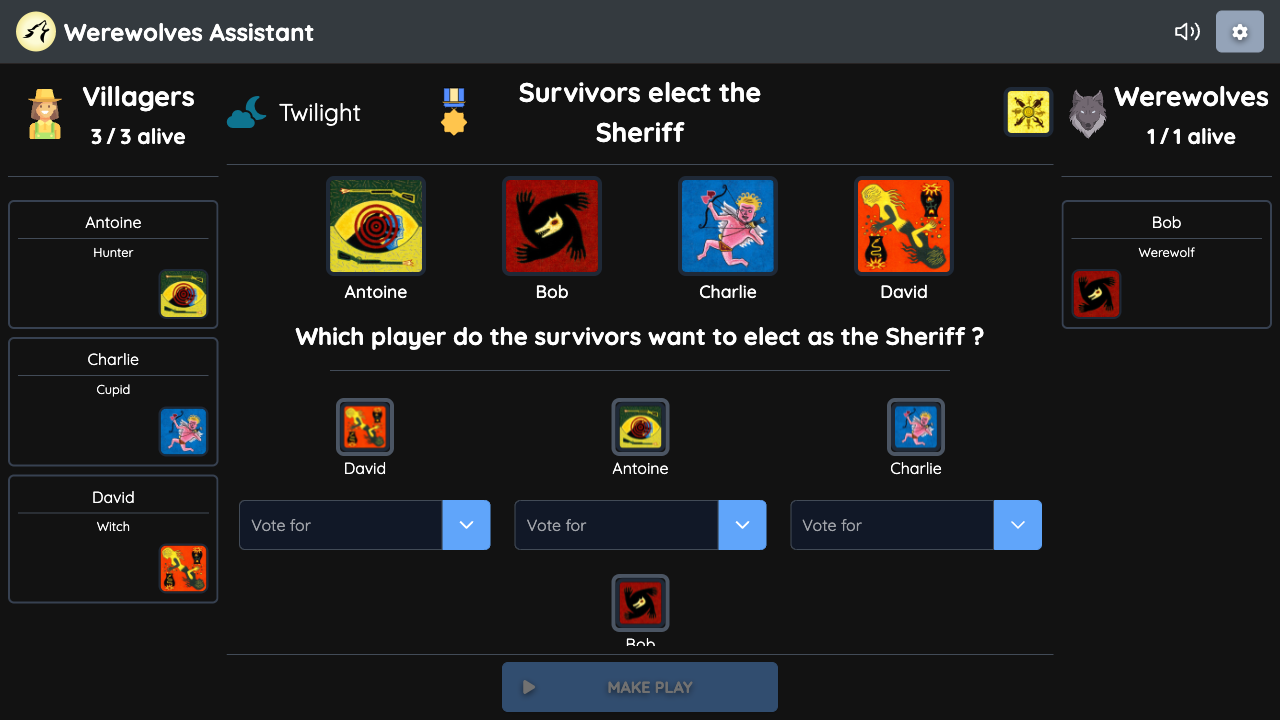 Werewolves Assistant
Villagers
3 / 3 alive
Twilight
Survivors elect the
Sheriff
Werewolves
1 / 1 alive
Antoine
Hunter
Charlie
Cupid
David
Witch
Antoine
Bob
Charlie
David
Which player do the survivors want to elect as the Sheriff ?
David
Antoine
Charlie
Vote for
Vote for
Vote for
Bob
MAKE PLAY
Bob
Werewolf